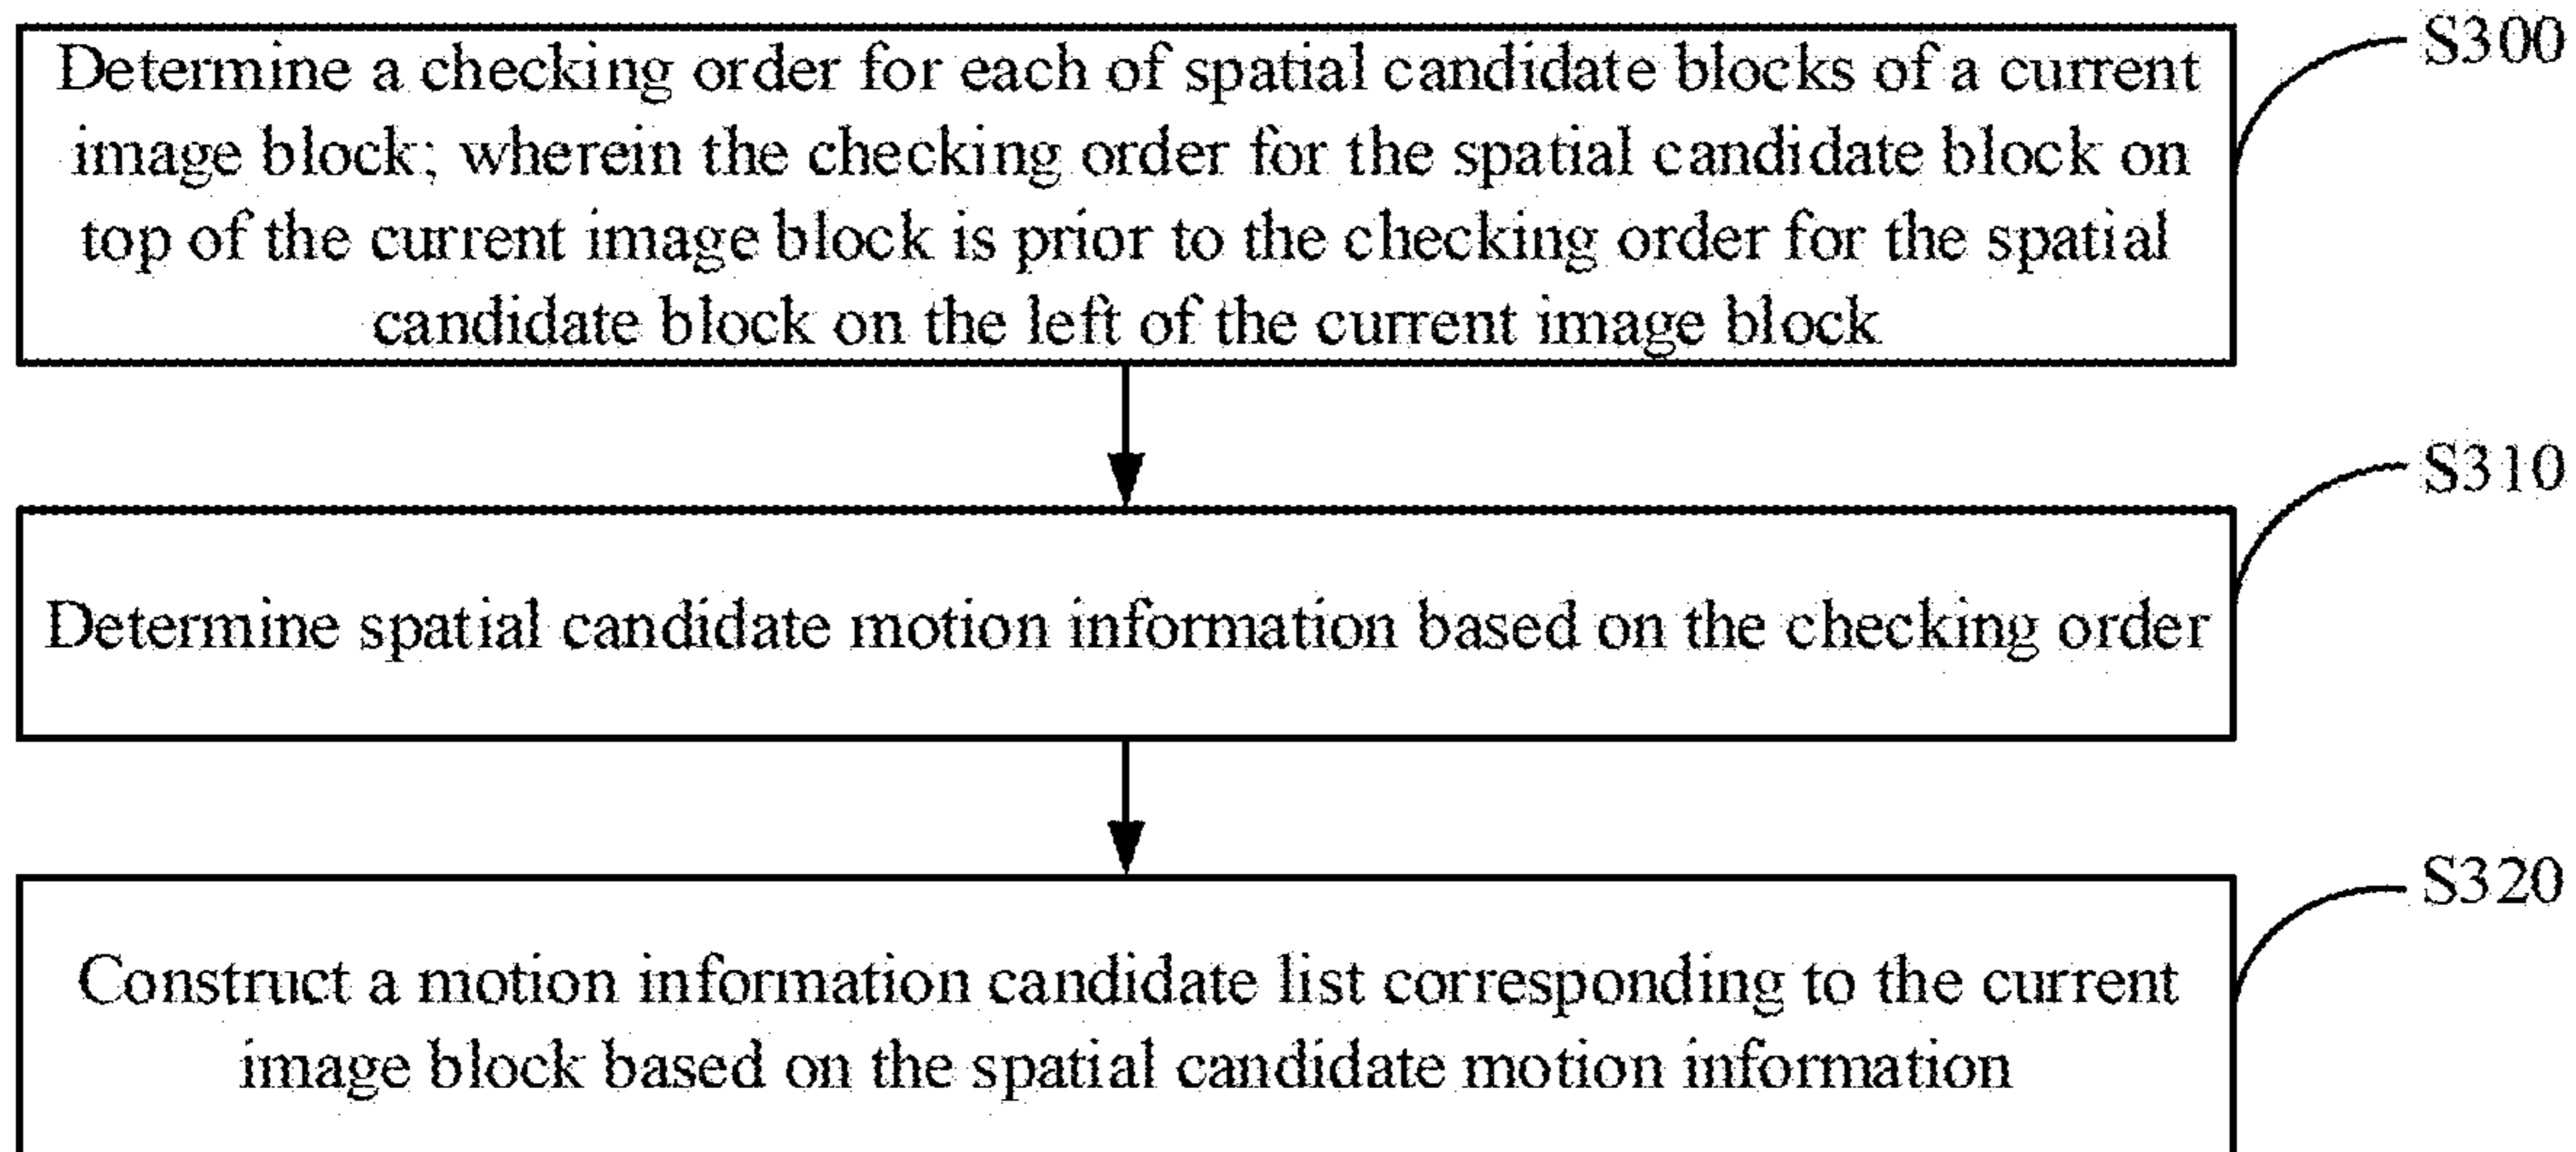 Determine a checking order for each of spatial candidate blocks of a current
image block; wherein the checking order for the spatial candidate block on
top of the current image block is prior to the checking order for the spatial
candidate block on the left of the current image block
S300
Determine spatial candidate motion information based on the checking order
S310
Construct a motion information candidate list corresponding to the current
image block based on the spatial candidate motion information
S320